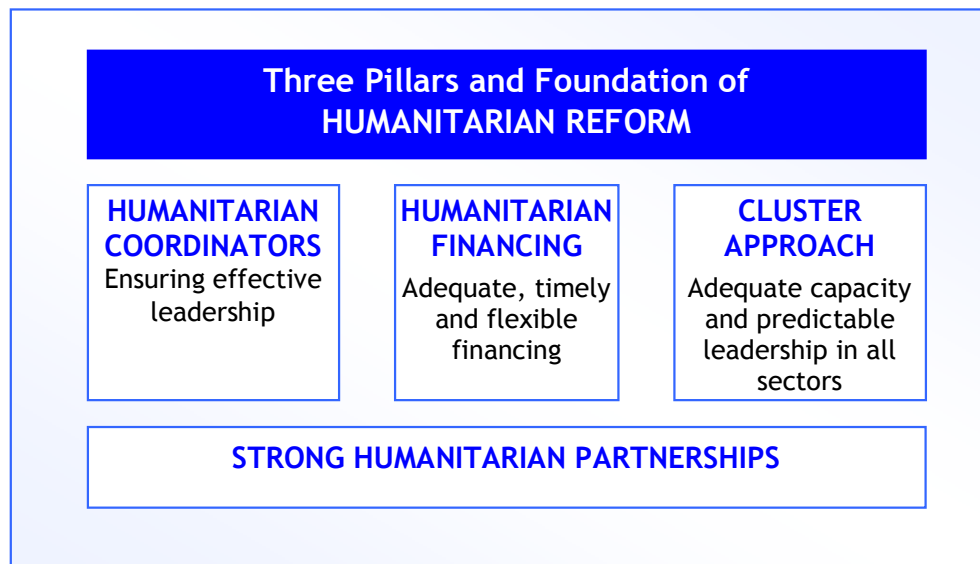 Three Pillars and Foundation of
HUMANITARIAN REFORM
HUMANITARIAN
COORDINATORS
Ensuring effective
leadership
HUMANITARIAN
FINANCING
Adequate, timely
and flexible
financing
CLUSTER
APPROACH
Adequate capacity
and predictable
leadership in all
sectors
STRONG HUMANITARIAN PARTNERSHIPS